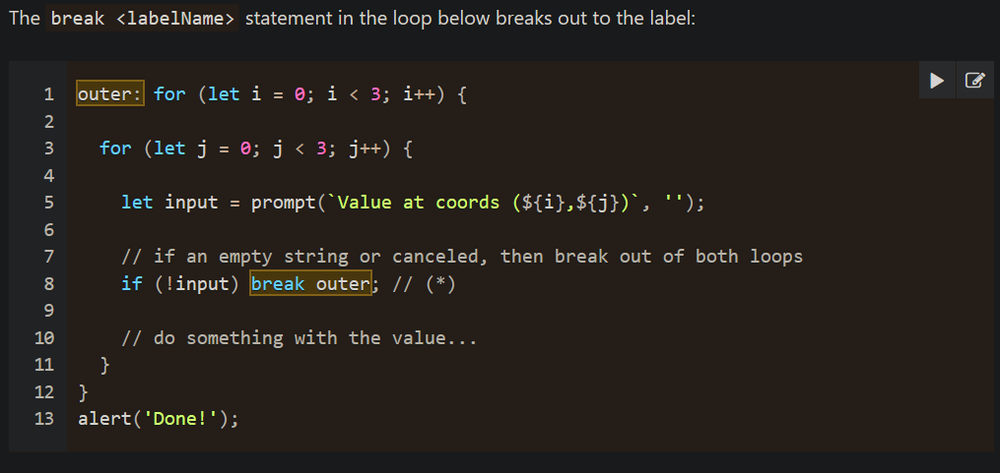 The break <labelName> statement in the loop below breaks out to the label:
1 outer: for (let i = 0; i < 3; i++) {
2
3 for (let j = 0; j < 3; j++) {
4
5 let input = prompt(`Value at coords (${i},${j})`, '');
6
7 // if an empty string or canceled, then break out of both loops
8 if (!input) break outer; // (*)
9
10 // do something with the value...
11 }
12 }
13 alert('Done!');